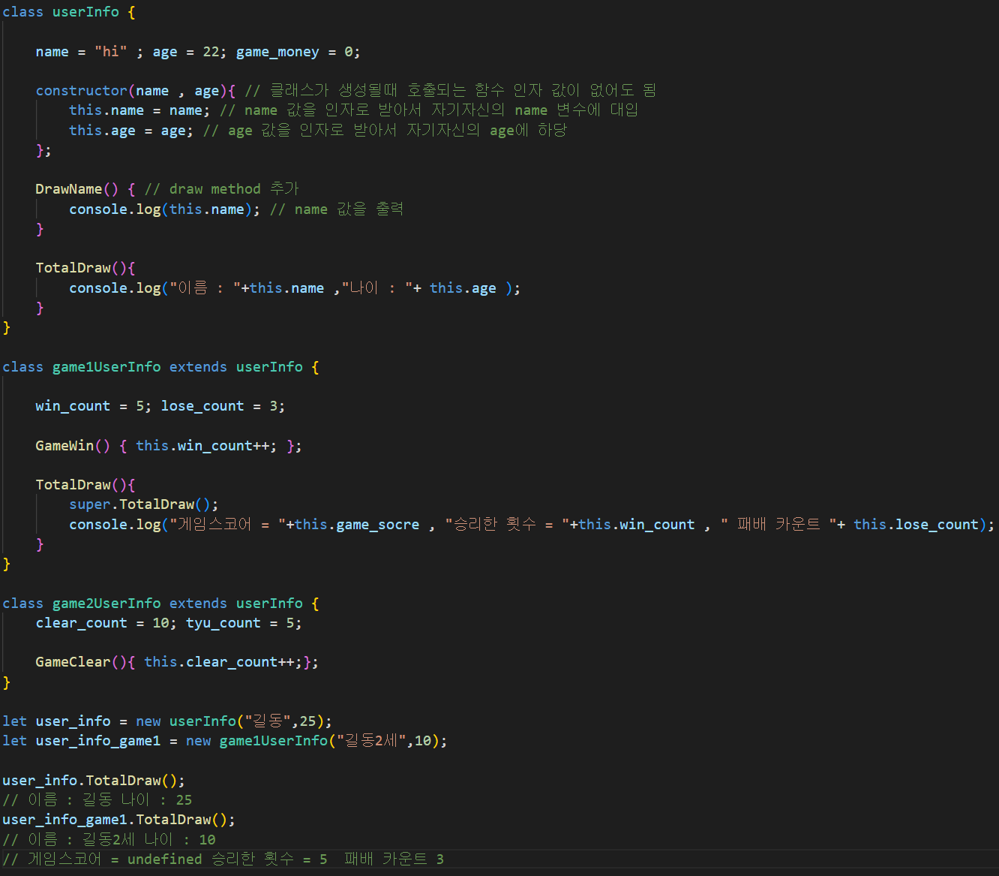 class userInfo {
name = "hi" ; age = 22; game_money = 0;
constructor(name , age){ // 클래스가 생성될때 호출되는 함수 인자 값이 없어도 됨
this.name = name; // name 값을 인자로 받아서 자기자신의 name 변수에 대입
this.age = age; // age 값을 인자로 받아서 자기자신의 age에 하당
};
DrawName() { // draw method 추가
console.log(this.name); // name 값을 출력
}
TotalDraw(){
console.log("이름 : "+this.name ,"나이 : "+ this.age );
}
}
class game1UserInfo extends userInfo {
win_count = 5; lose_count = 3;
GameWin() { this.win_count++; };
TotalDraw(){
super.TotalDraw();
console.log("게임스코어 = "+this.game_socre , "승리한 횟수 = "+this.win_count , " 패배 카운트 "+ this.lose_count);
}
}
class game2UserInfo extends userInfo {
clear_count = 10; tyu_count = 5;
GameClear(){ this.clear_count++;};
}
let user_info = new userInfo("길동",25);
let user_info_game1 = new game1UserInfo("길동2세",10);
user_info.TotalDraw();
// 이름 : 길동 나이 : 25
user_info_game1.TotalDraw();
// 이름 : 길동2세 나이 : 10
// 게임스코어 = undefined 승리한 횟수 = 5  패배 카운트 3